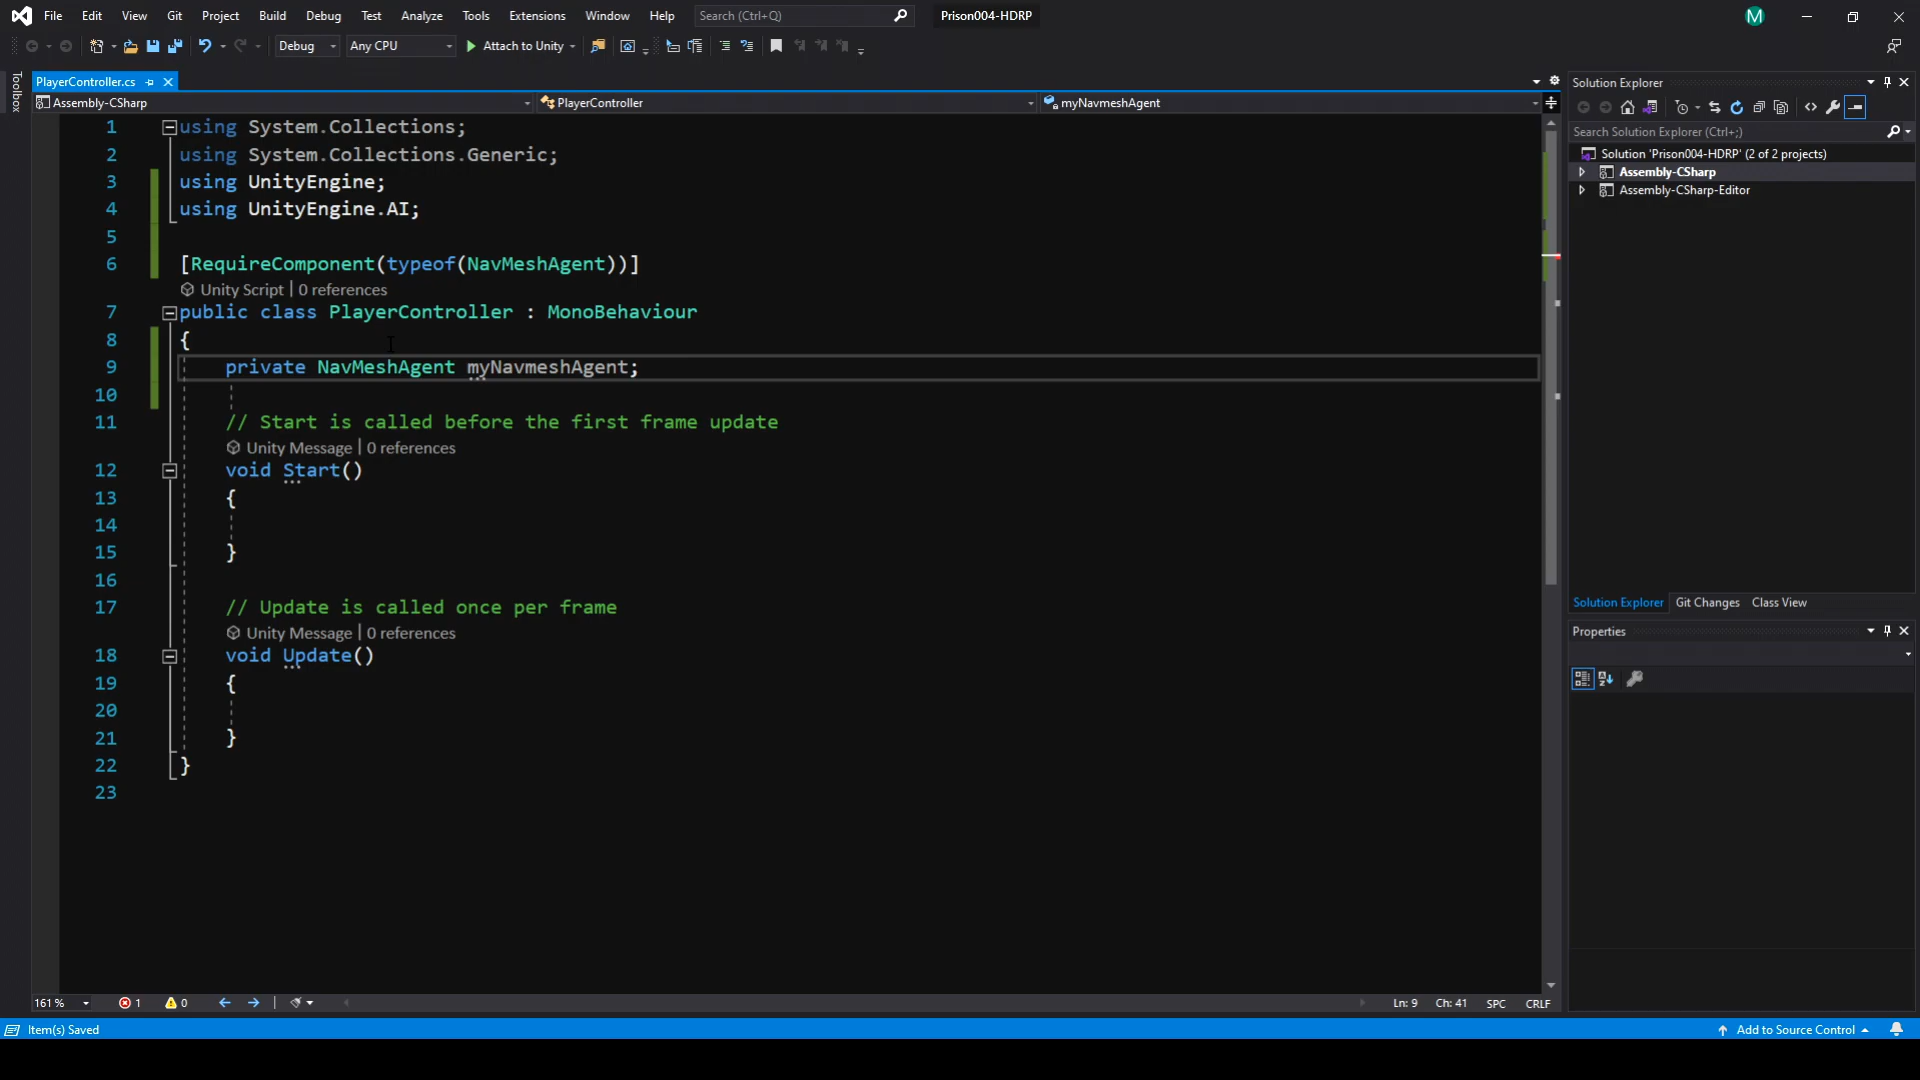 File Edit View Git Project Build Debug Test Analyze Tools Extensions Window Help Search (Ctrl+Q) Prison004-HDRP M
Debug Any CPU Attach to Unity
Toolbox
PlayerController.cs
Assembly-CSharp PlayerController myNavmeshAgent
1 using System.Collections;
2 using System.Collections.Generic;
3 using UnityEngine;
4 using UnityEngine.AI;
5
6 [RequireComponent(typeof(NavMeshAgent))]
Unity Script | 0 references
7 public class PlayerController : MonoBehaviour
8 {
9 private NavMeshAgent myNavmeshAgent;
10
11 // Start is called before the first frame update
Unity Message | 0 references
12 void Start()
13 {
14
15 }
16
17 // Update is called once per frame
Unity Message | 0 references
18 void Update()
19 {
20
21 }
22 }
23
161 % 1 0 Ln: 9 Ch: 41 SPC CRLF
Solution Explorer
Search Solution Explorer (Ctrl+;)
Solution 'Prison004-HDRP' (2 of 2 projects)
Assembly-CSharp
Assembly-CSharp-Editor
Solution Explorer Git Changes Class View
Properties
Item(s) Saved Add to Source Control